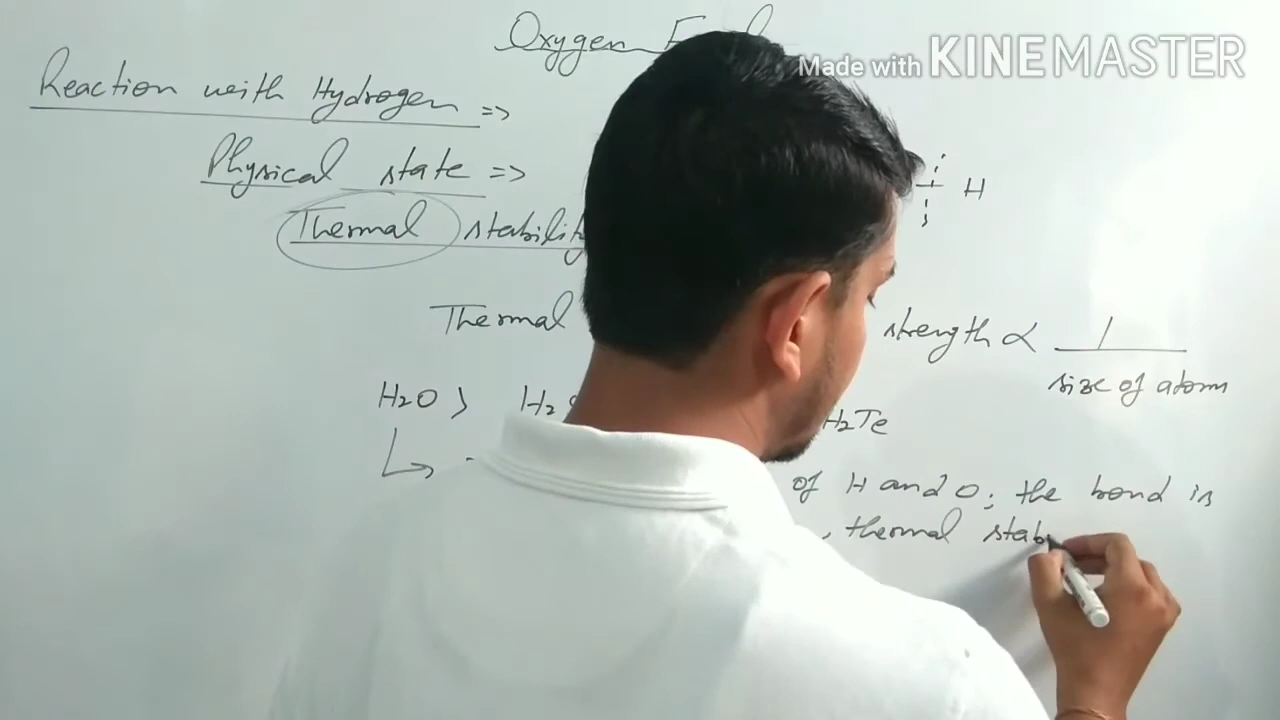 Oxygen
Made with KINEMASTER
Reaction with Hydrogen =>
Physical state =>
H
Thermal stability
Thermal strength ∝ 1
size of atom
H2O > H2Te
of H and O; the bond is
, thermal stab